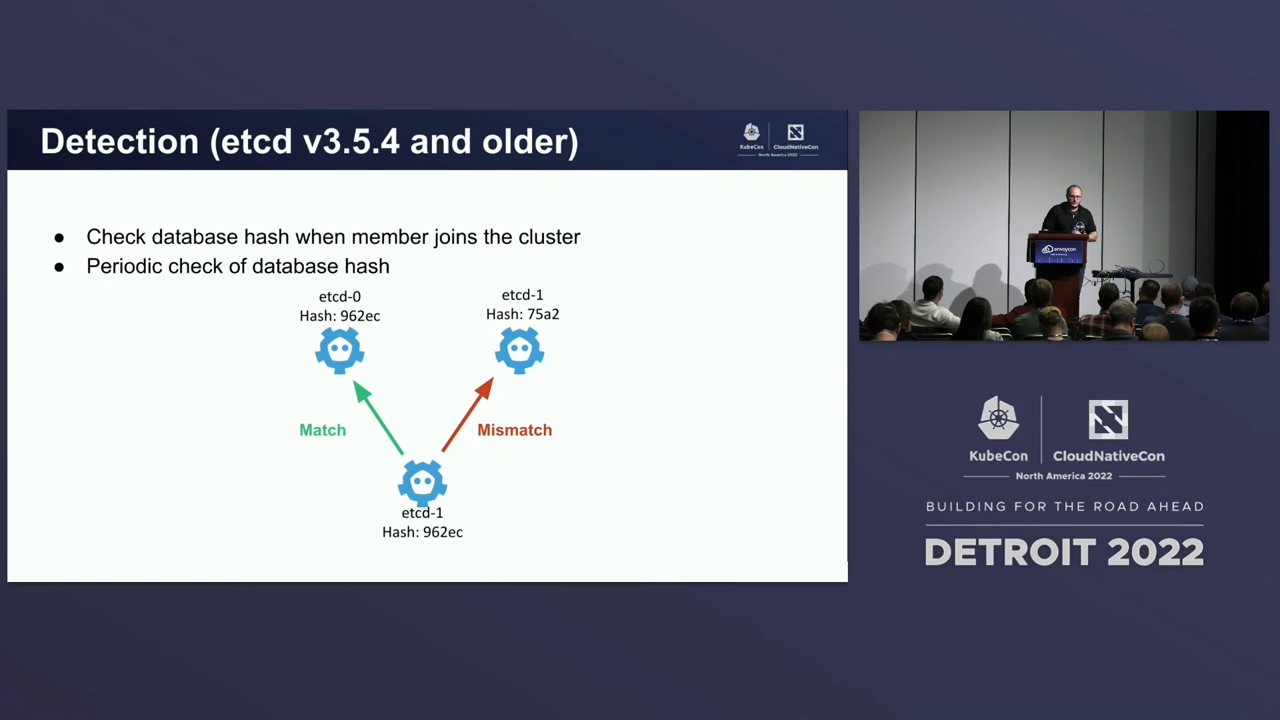 Detection (etcd v3.5.4 and older)
KubeCon
CloudNativeCon
North America 2022
● Check database hash when member joins the cluster
● Periodic check of database hash
etcd-0
Hash: 962ec
etcd-1
Hash: 75a2
Match
Mismatch
etcd-1
Hash: 962ec
envoycon
KubeCon
CloudNativeCon
North America 2022
BUILDING FOR THE ROAD AHEAD
DETROIT 2022